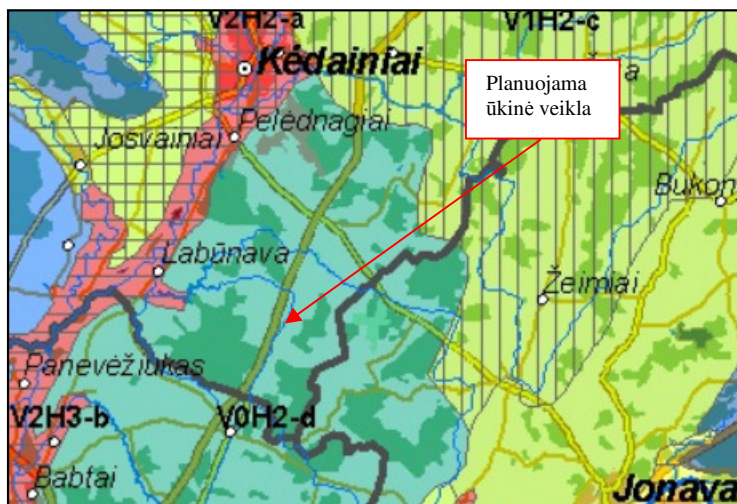 V2H2-a
V1H2-c
Kėdainiai
Planuojama
ūkinė veikla
a
Pelėdnagiai
Josvainiai
Bukon
Labūnava
Žeimiai
Panevėžiukas
V2H3-b
V0H2-d
Babtai
Jonava